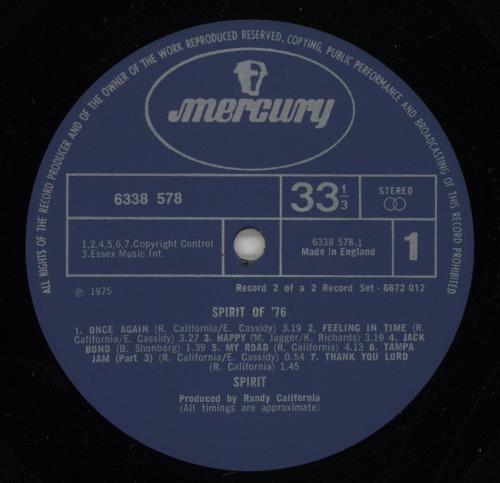 ALL RIGHTS OF THE RECORD PRODUCER AND OF THE OWNER OF THE WORK REPRODUCED RESERVED. COPYING, PUBLIC PERFORMANCE AND BROADCASTING OF THIS RECORD PROHIBITED
mercury
6338 578
33 1/3
STEREO
1,2,4,5,6,7.Copyright Control
3.Essex Music Int.
6338 578.1
Made in England
1
℗ 1975
Record 2 of a 2 Record Set - 6672 012
SPIRIT OF '76
1. ONCE AGAIN (R. California/E. Cassidy) 3.19 2. FEELING IN TIME (R.
California/E. Cassidy) 3.27 3. HAPPY (M. Jagger/K. Richards) 3.19 4. JACK
BOND (B. Shonberg) 1.39 5. MY ROAD (R. California) 4.13 6. TAMPA
JAM (Part 3) (R. California/E. Cassidy) 0.54 7. THANK YOU LORD
(R. California) 1.45
SPIRIT
Produced by Randy California
(All timings are approximate)